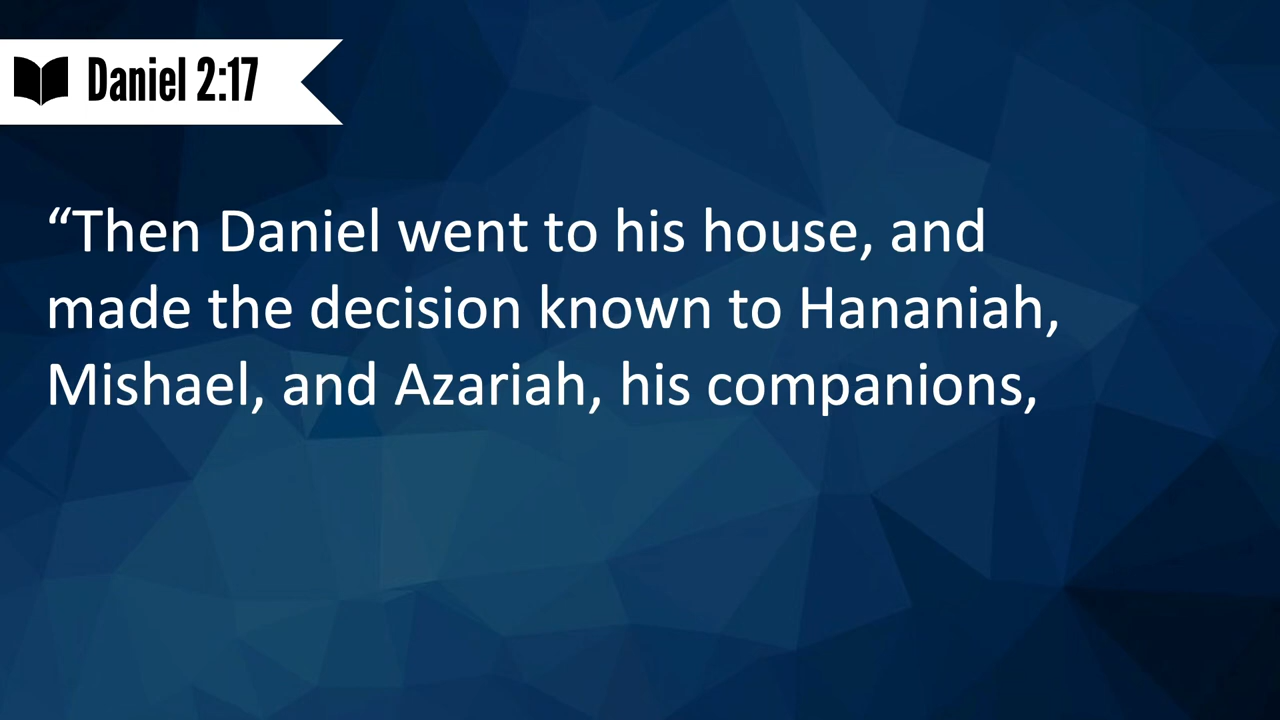 Daniel 2:17
“Then Daniel went to his house, and
made the decision known to Hananiah,
Mishael, and Azariah, his companions,